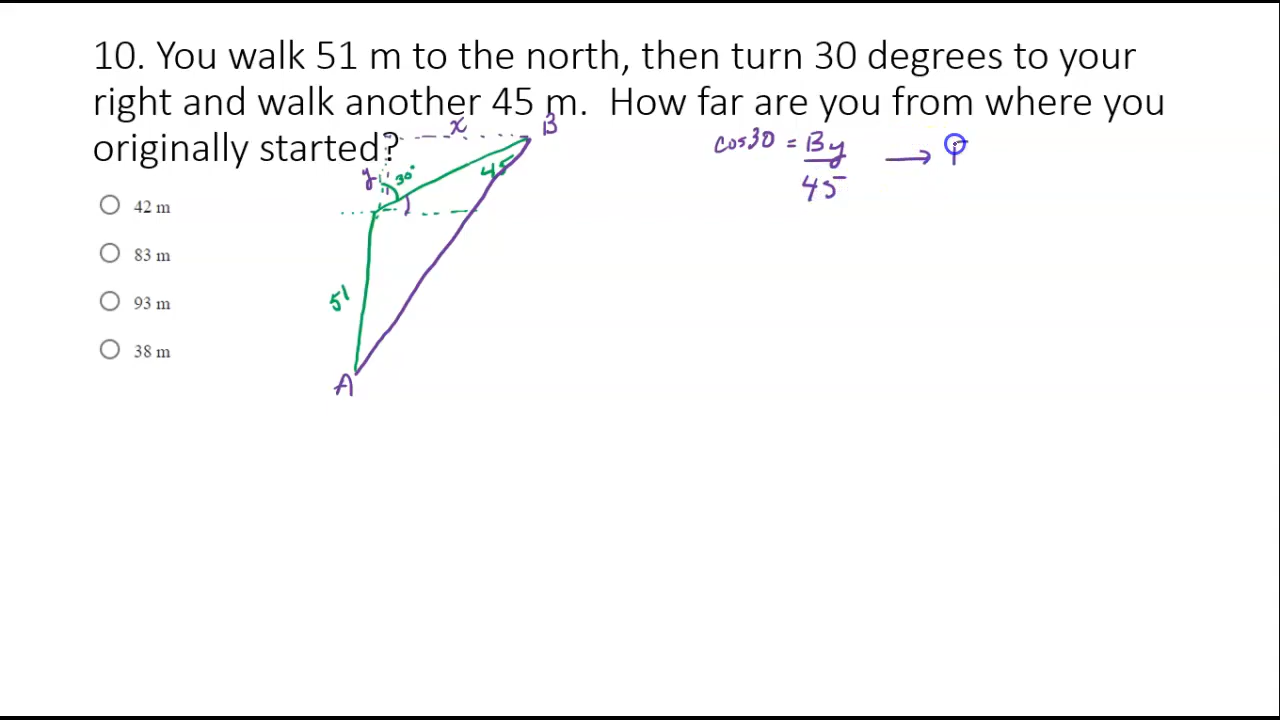 10. You walk 51 m to the north, then turn 30 degrees to your
right and walk another 45 m. How far are you from where you
originally started?
42 m
83 m
93 m
38 m
x
B
y
30°
45
51
A
cos30 = By
45
→